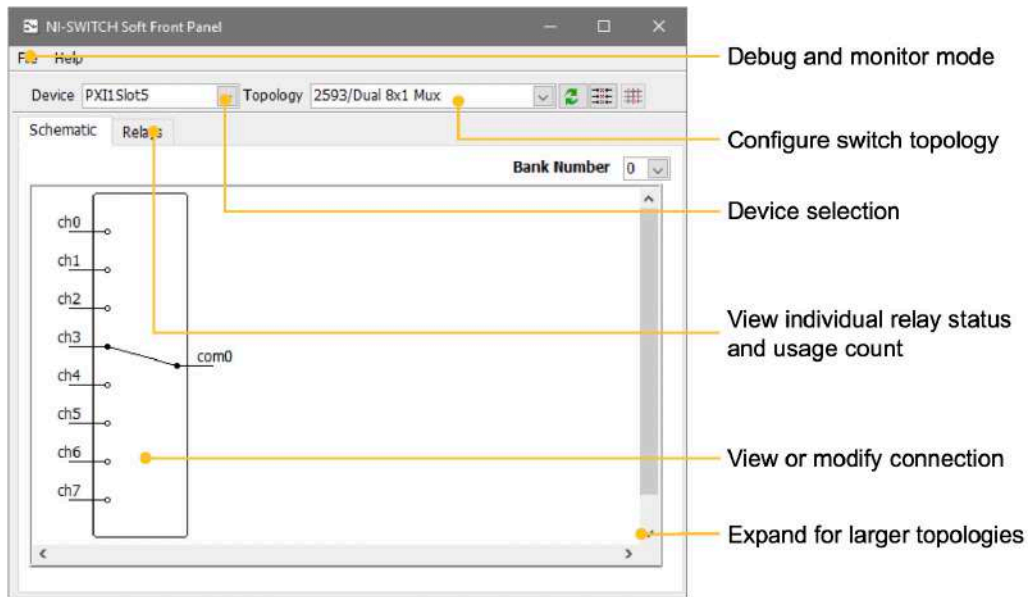 NI-SWITCH Soft Front Panel
File Help
Debug and monitor mode
Device PXI1Slot5 Topology 2593/Dual 8x1 Mux
Configure switch topology
Schematic Relays
Bank Number 0
Device selection
ch0
ch1
ch2
View individual relay status
and usage count
ch3
com0
ch4
ch5
ch6
View or modify connection
ch7
Expand for larger topologies